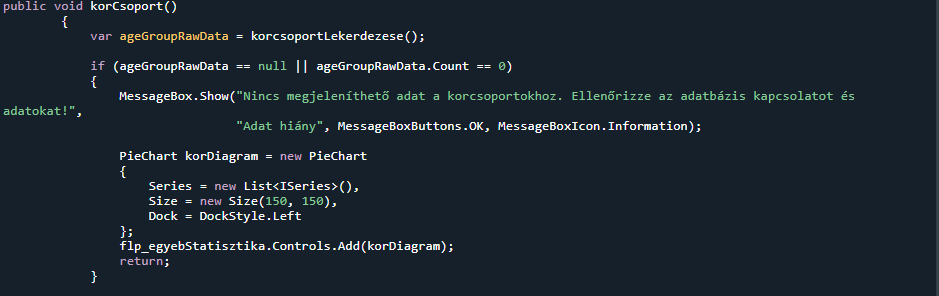 public void korCsoport()
{
var ageGroupRawData = korcsoportLekerdezese();
if (ageGroupRawData == null || ageGroupRawData.Count == 0)
{
MessageBox.Show("Nincs megjeleníthető adat a korcsoportokhoz. Ellenőrizze az adatbázis kapcsolatot és
adatokat!",
"Adat hiány", MessageBoxButtons.OK, MessageBoxIcon.Information);
PieChart korDiagram = new PieChart
{
Series = new List<ISeries>(),
Size = new Size(150, 150),
Dock = DockStyle.Left
};
flp_egyebStatisztika.Controls.Add(korDiagram);
return;
}